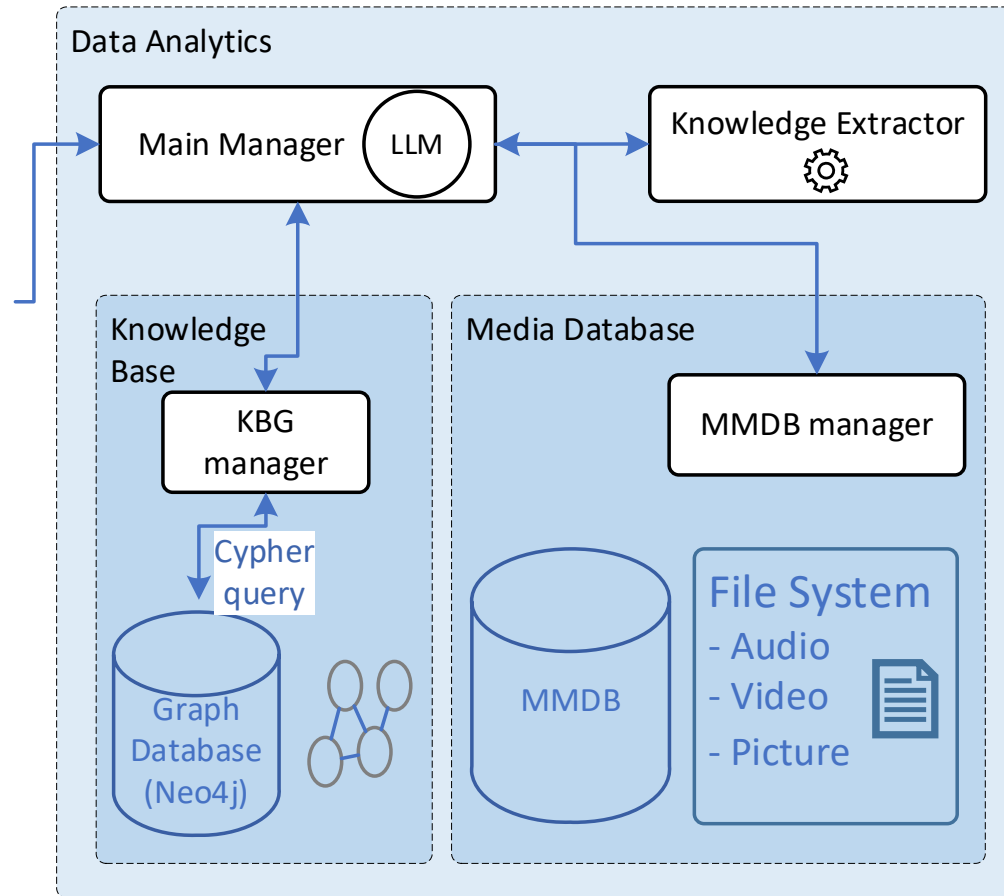 Data Analytics
Main Manager
LLM
Knowledge Extractor
Knowledge
Base
KBG
manager
Cypher
query
Graph
Database
(Neo4j)
Media Database
MMDB manager
MMDB
File System
- Audio
- Video
- Picture